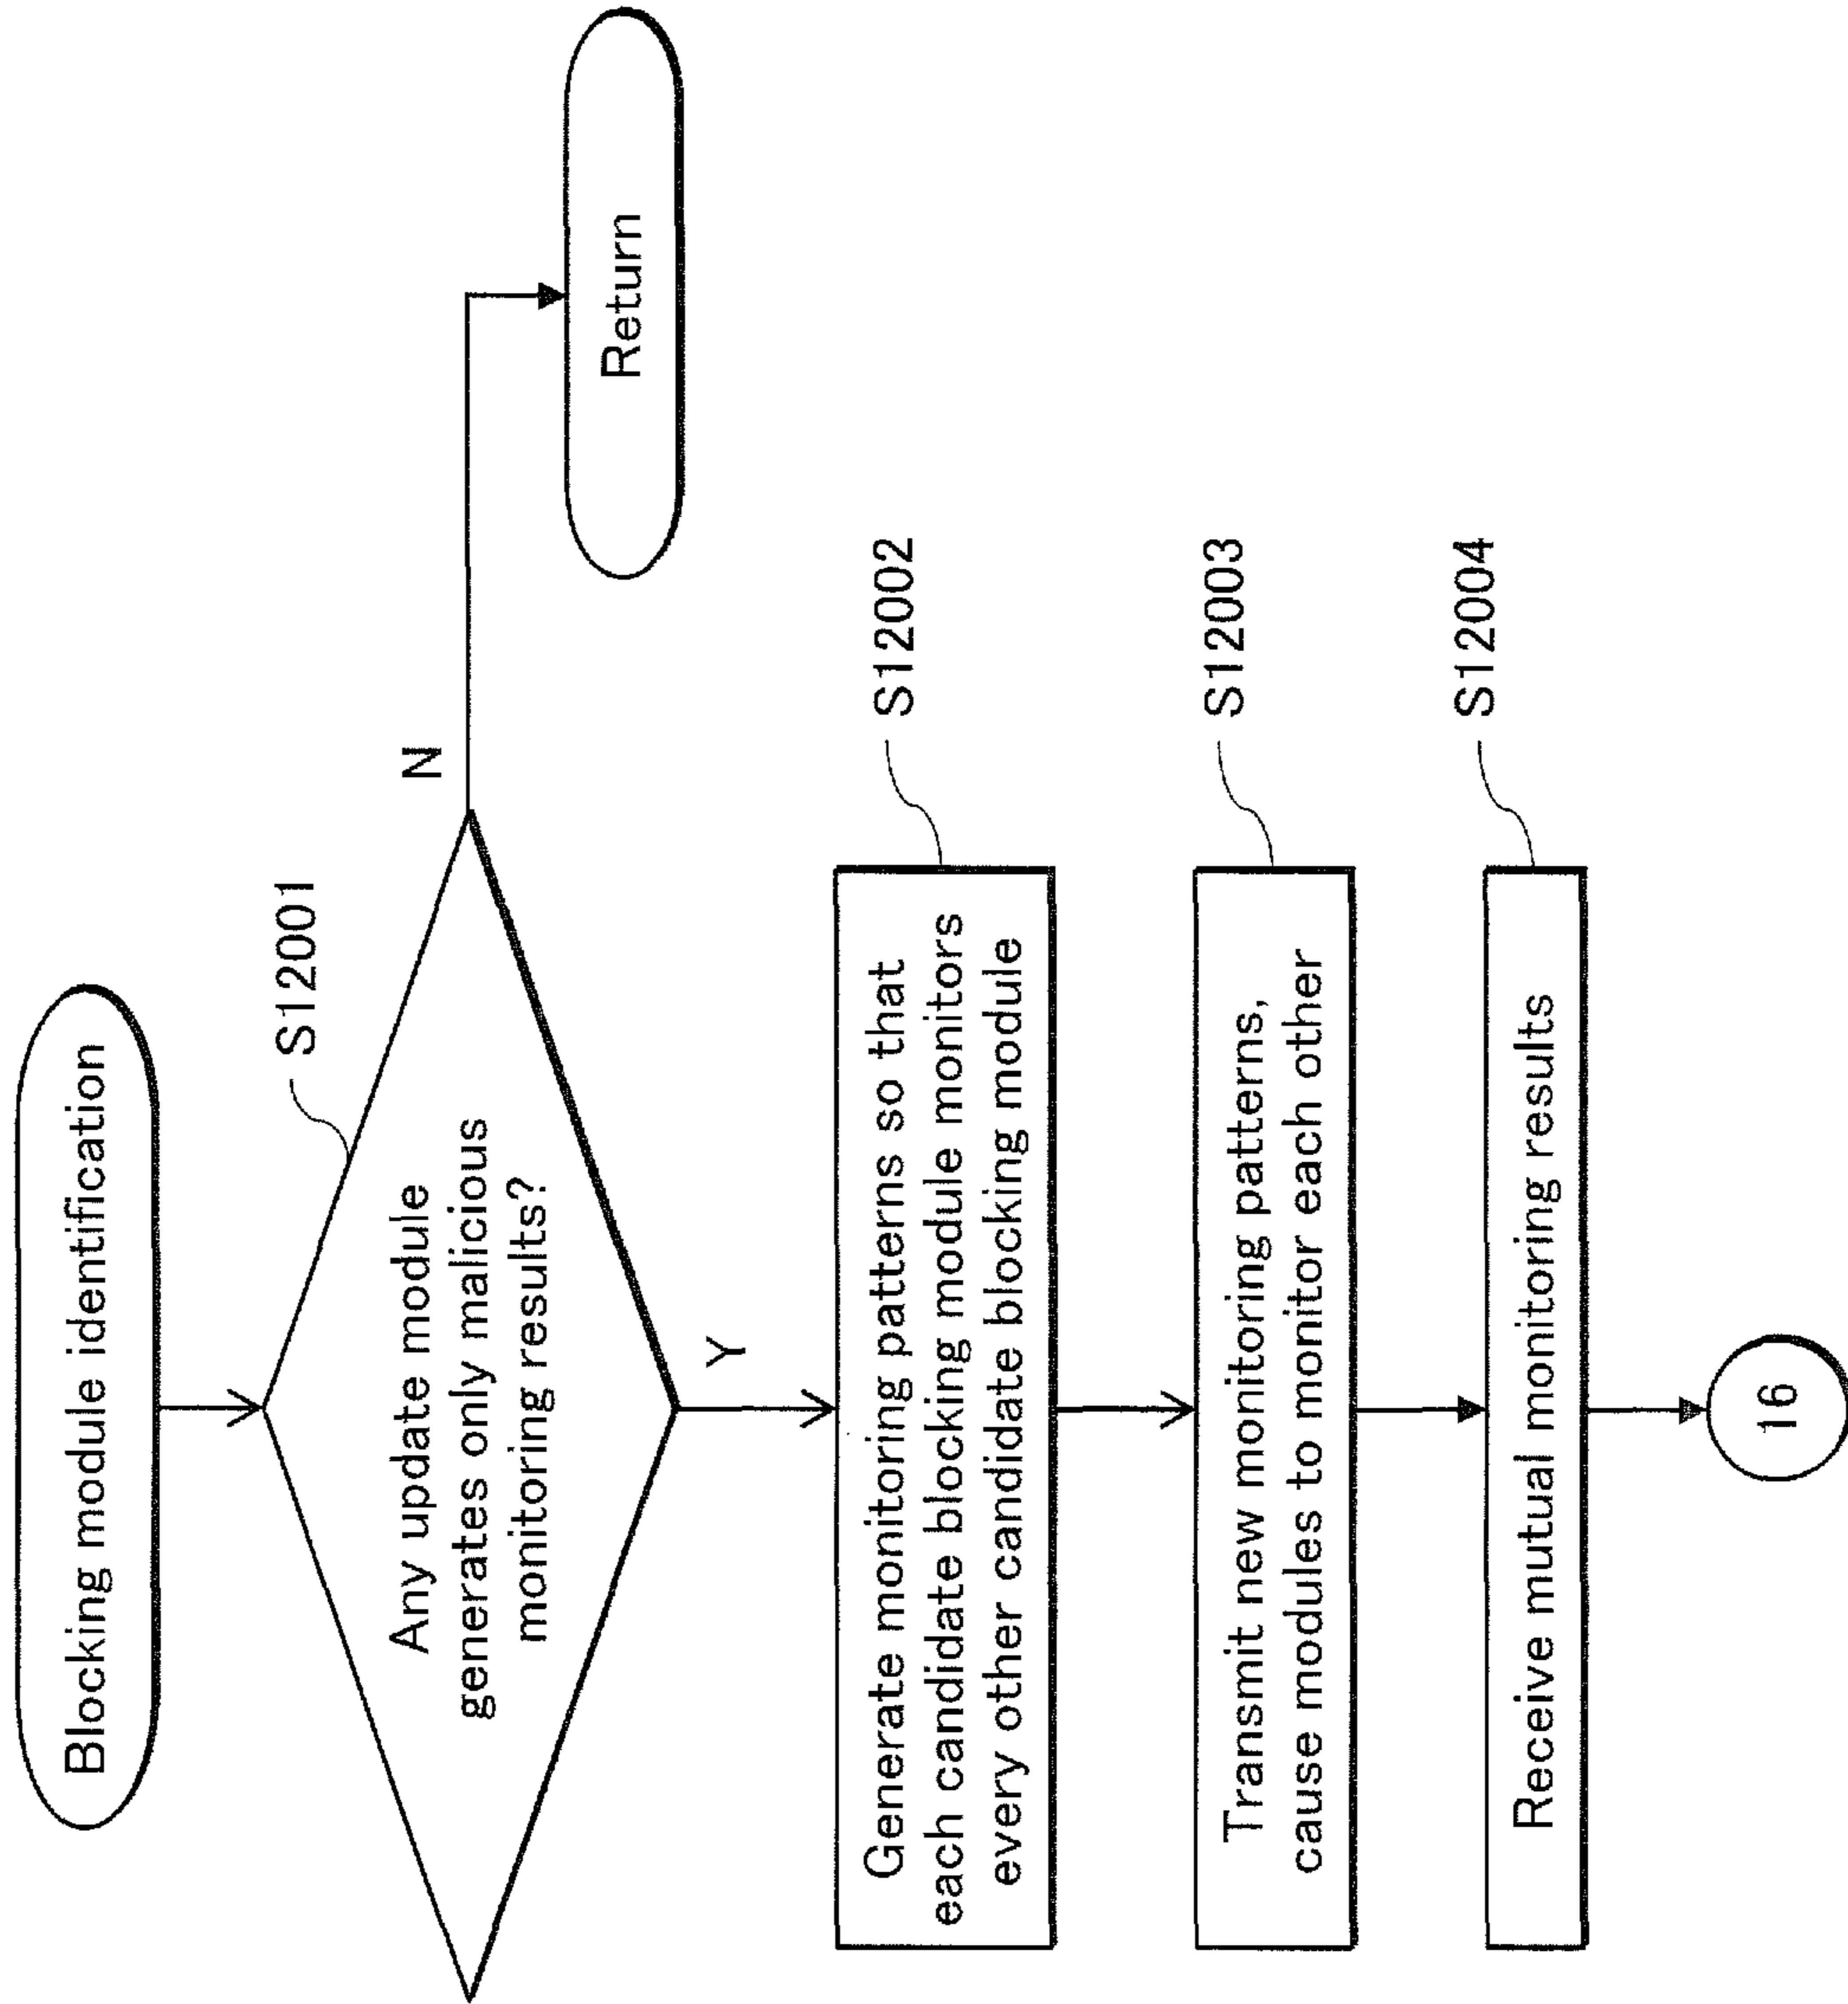 Blocking module identification
S12001
Any update module
generates only malicious
monitoring results?
N
Return
Y
S12002
Generate monitoring patterns so that
each candidate blocking module monitors
every other candidate blocking module
S12003
Transmit new monitoring patterns,
cause modules to monitor each other
S12004
Receive mutual monitoring results
16